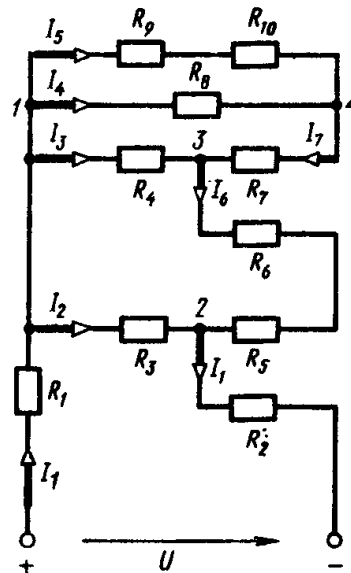 I5 R9 R10
I4 R8
1 4
I3 R4 3 R7 I7
I6
R6
I2 R3 2 R5
R1 I1
R2
I1
+ U -